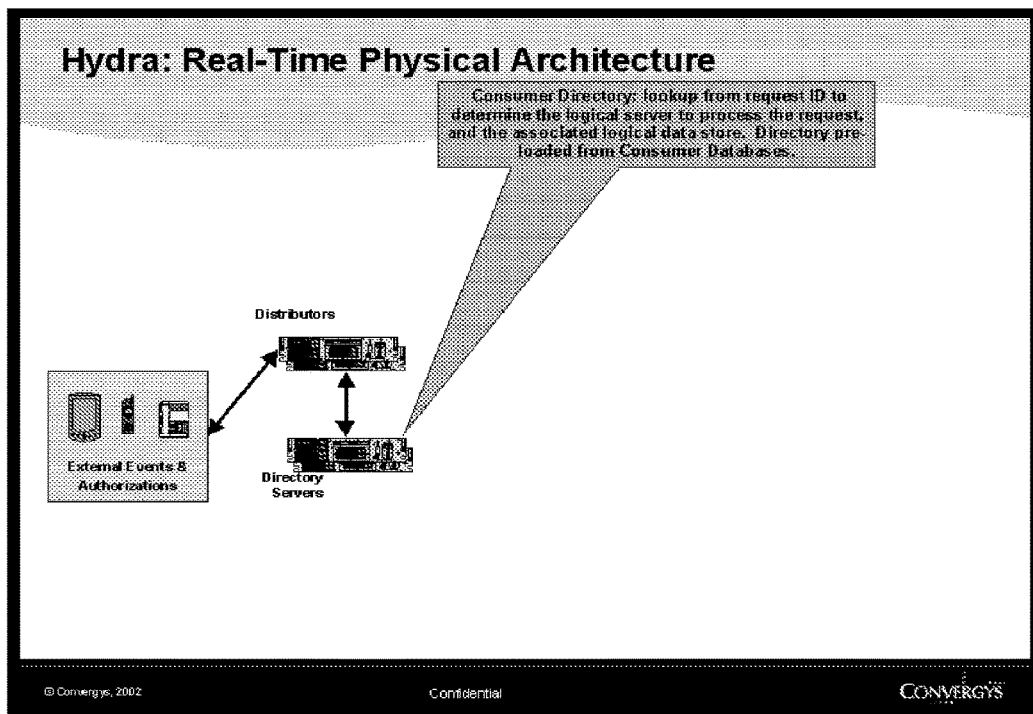 Hydra: Real-Time Physical Architecture
Consumer Directory: lookup from request ID to
determine the logical server to process the request,
and the associated logical data store. Directory pre-
loaded from Consumer Databases.
Distributors
External Events &
Authorizations
Directory
Servers
© Convergys, 2002
Confidential
CONVERGYS